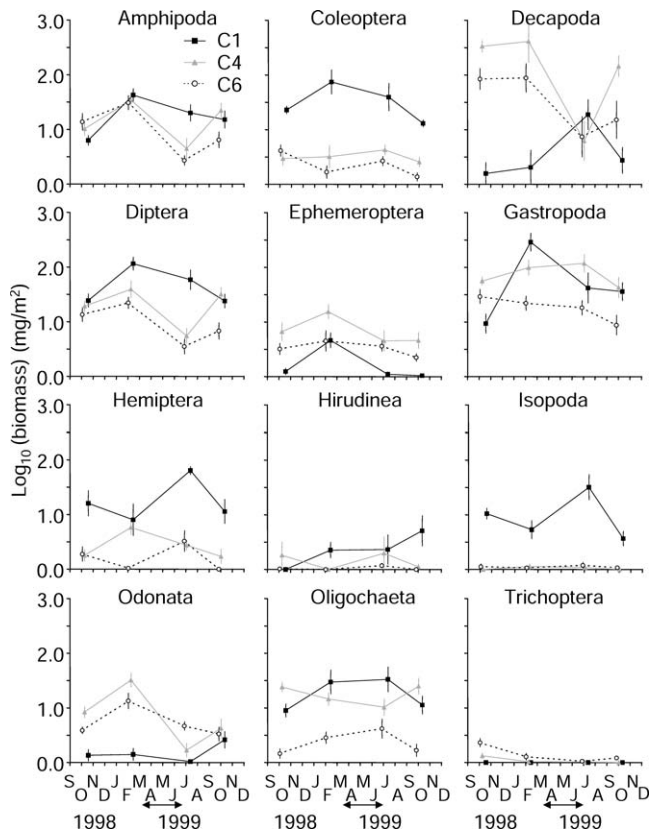 Amphipoda Coleoptera Decapoda
C1
C4
C6
3.0
2.0
1.0
0.0
Diptera Ephemeroptera Gastropoda
3.0
2.0
1.0
0.0
Log10 (biomass) (mg/m2)
Hemiptera Hirudinea Isopoda
3.0
2.0
1.0
0.0
Odonata Oligochaeta Trichoptera
3.0
2.0
1.0
0.0
S N J M M J S N S N J M M J S N S N J M M J S N
O D F A J A O D O D F A J A O D O D F A J A O D
1998 1999 1998 1999 1998 1999